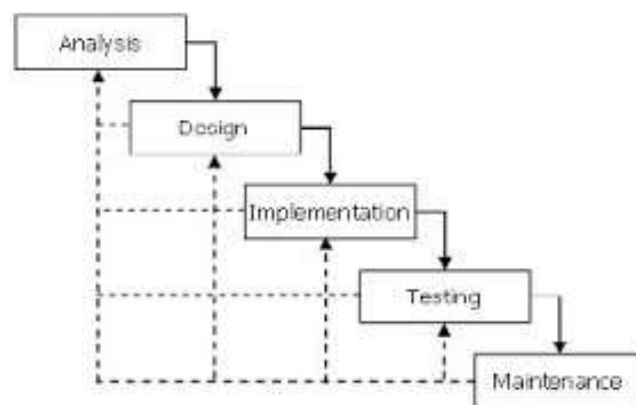 Analysis
Design
Implementation
Testing
Maintenance